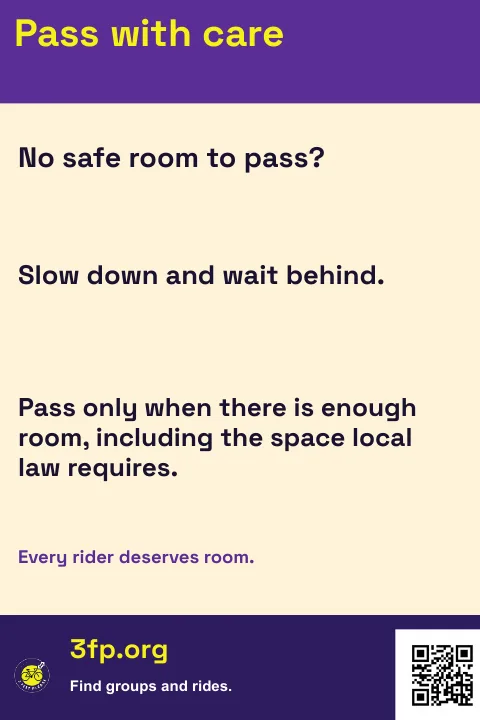 Pass with care
No safe room to pass?
Slow down and wait behind.
Pass only when there is enough
room, including the space local
law requires.
Every rider deserves room.
3fp.org
Find groups and rides.